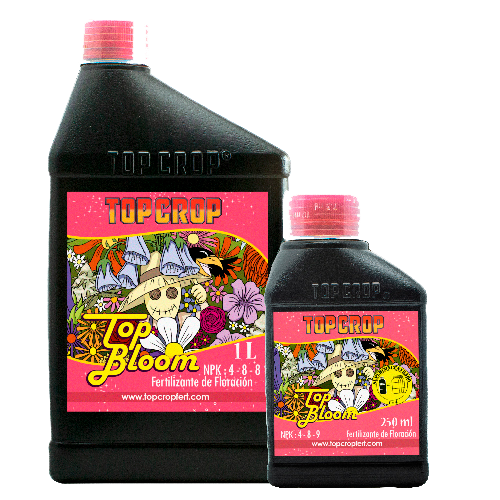 TOP CROP®
TOP CROP
Top
Bloom
1L
NPK : 4 - 8 - 8
Fertilizante de Floración
www.topcropfert.com
TOP CROP
TOP CROP
Top
Bloom
250 ml
NPK : 4 - 8 - 9
Fertilizante de Floración
www.topcropfert.com